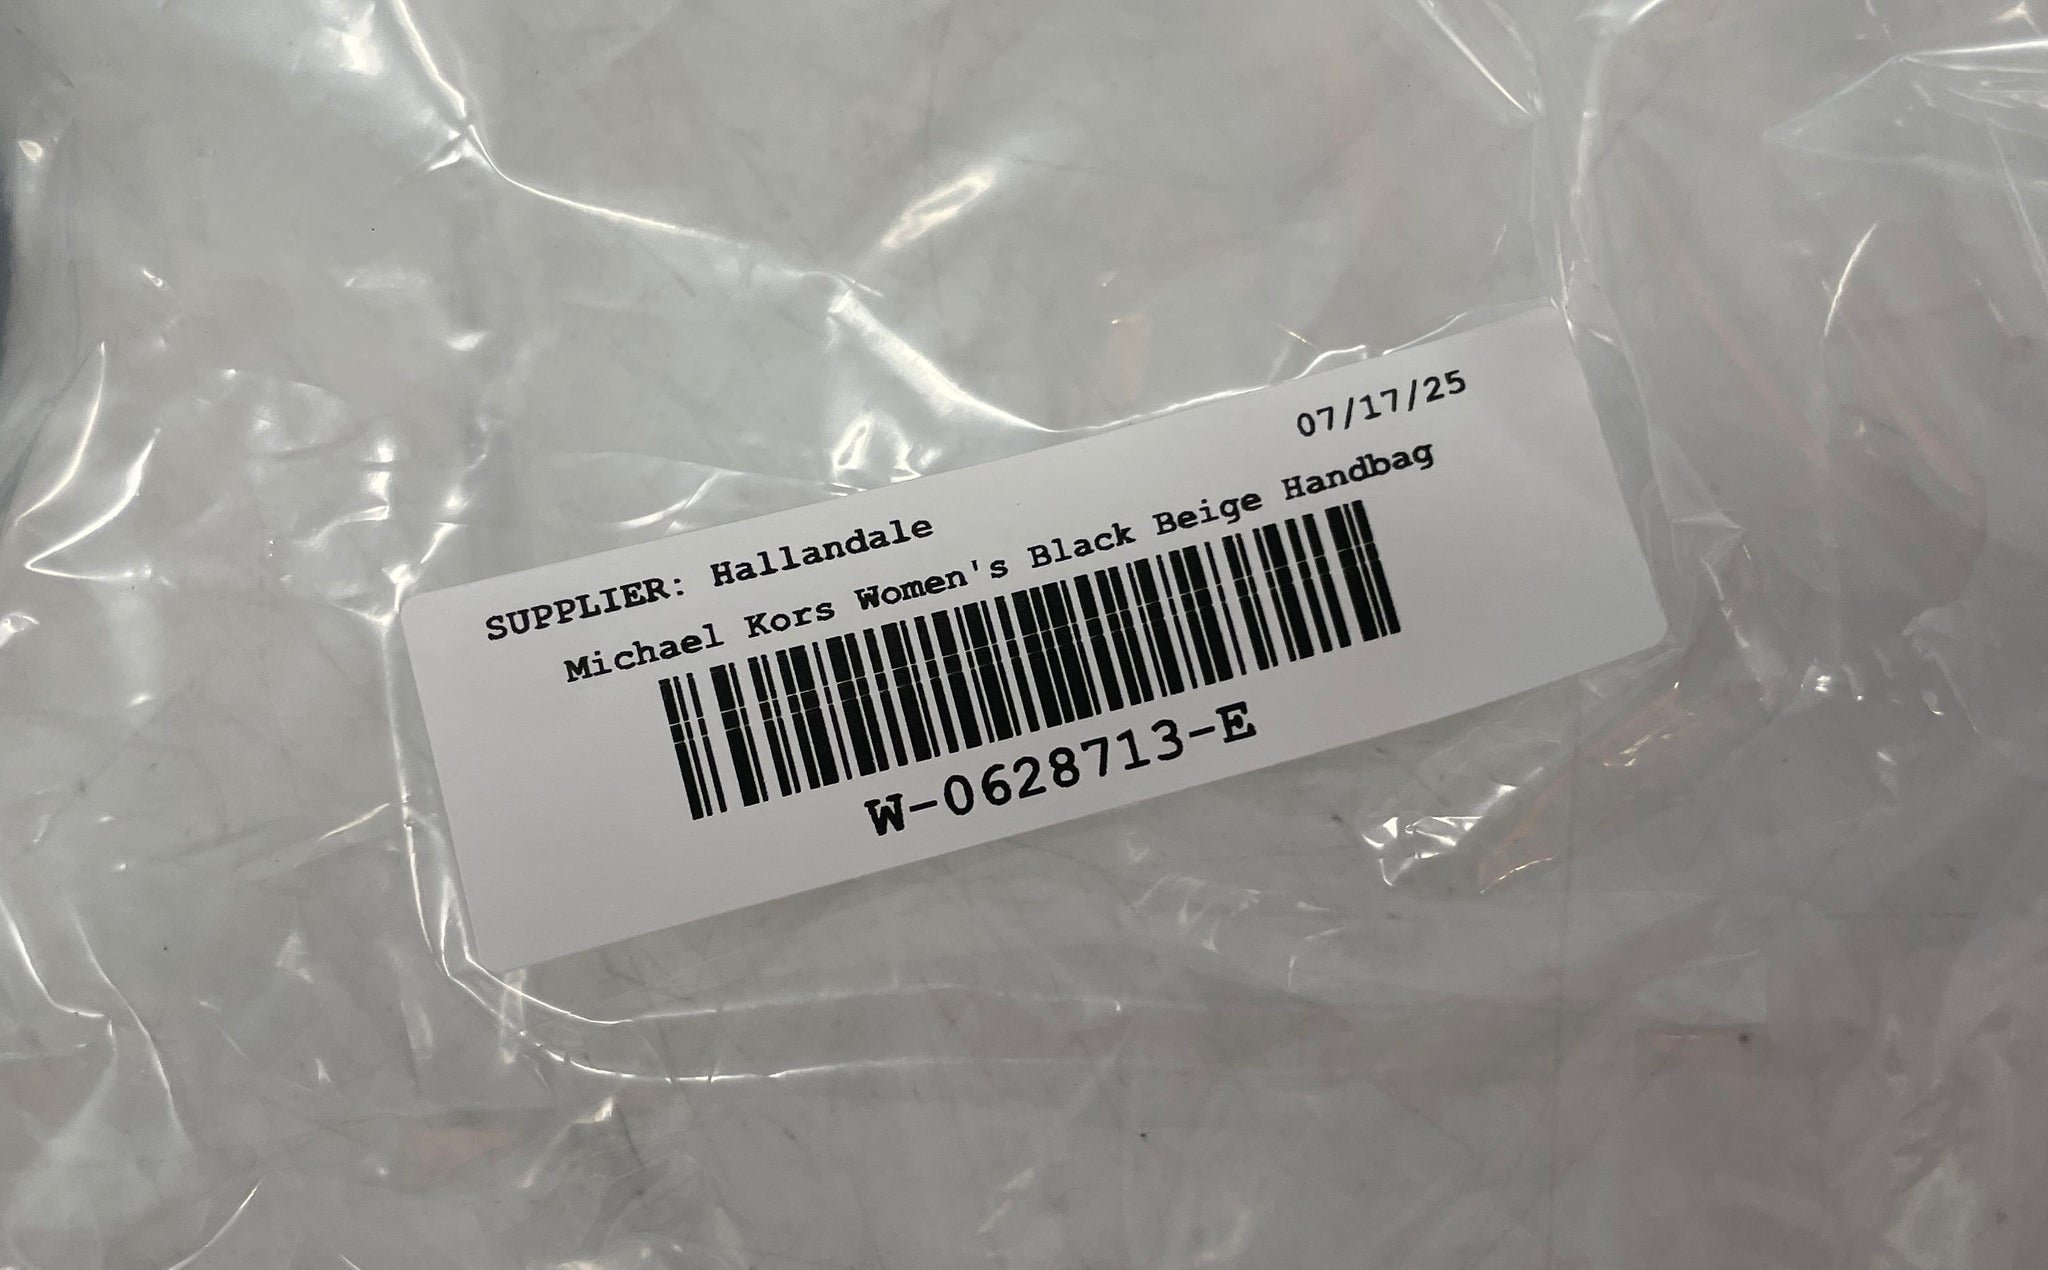 07/17/25
SUPPLIER: Hallandale
Michael Kors Women's Black Beige Handbag
W-0628713-E